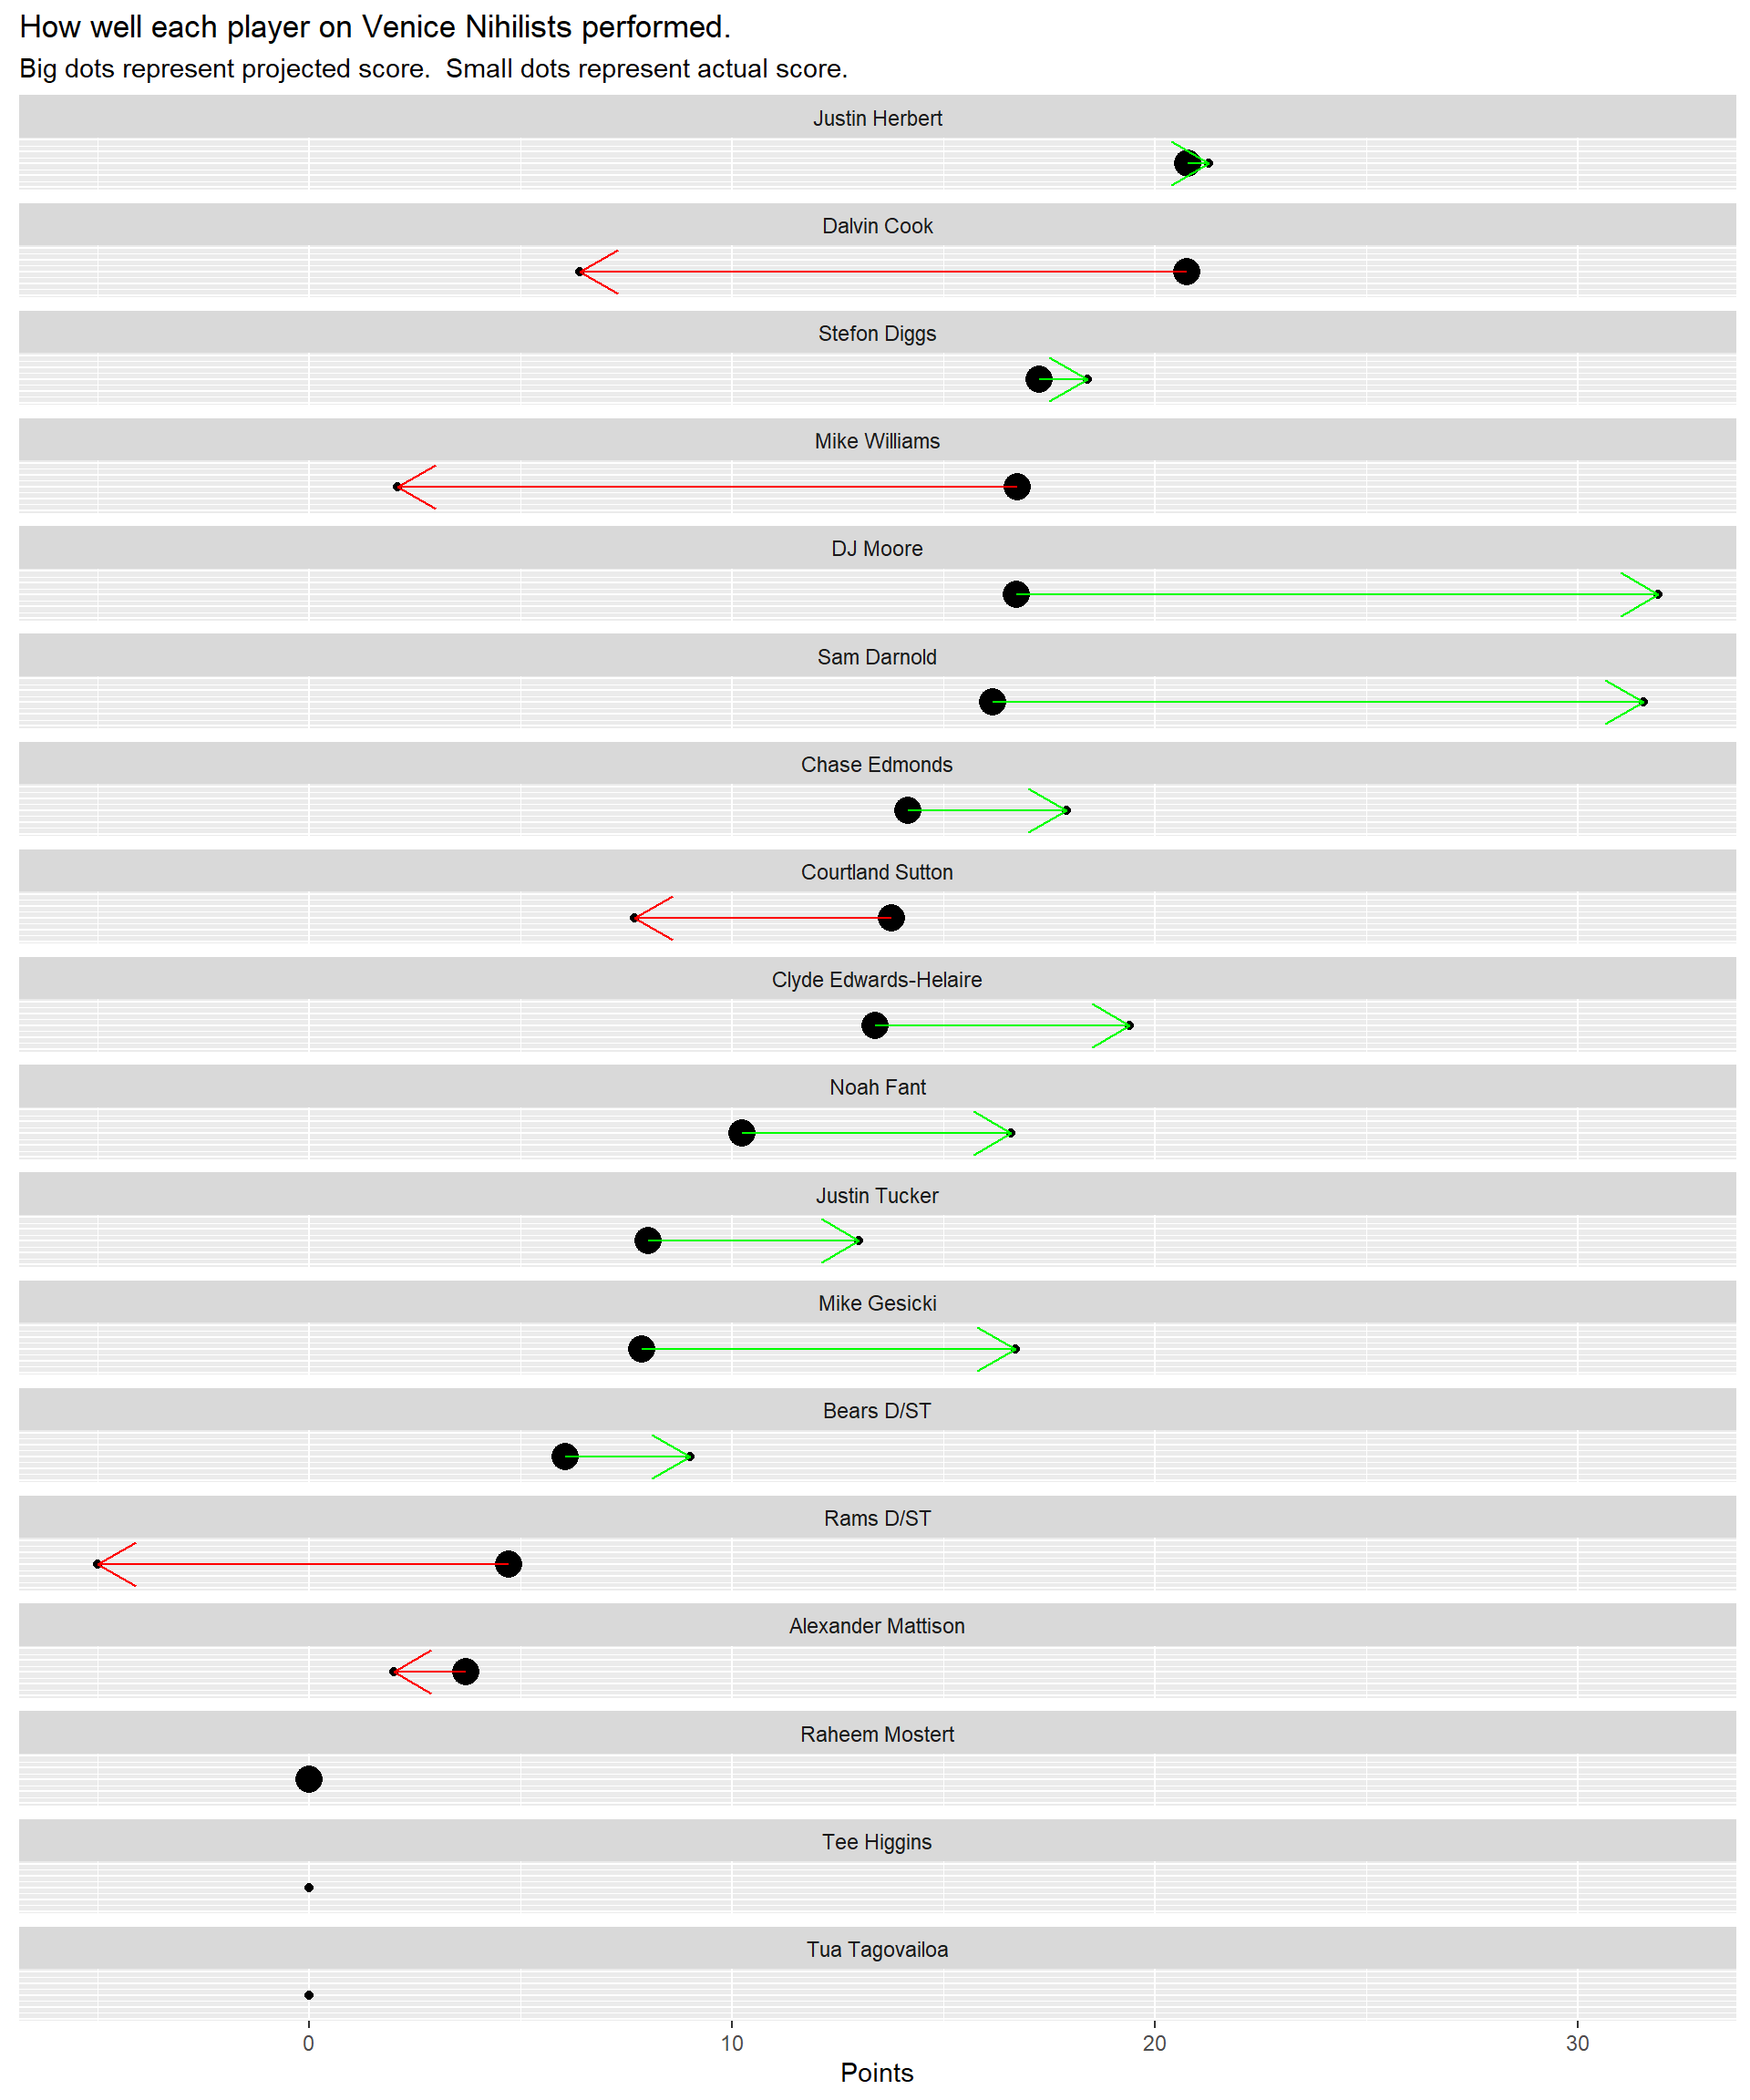 How well each player on Venice Nihilists performed.
Big dots represent projected score.  Small dots represent actual score.
Justin Herbert
Dalvin Cook
Stefon Diggs
Mike Williams
DJ Moore
Sam Darnold
Chase Edmonds
Courtland Sutton
Clyde Edwards-Helaire
Noah Fant
Justin Tucker
Mike Gesicki
Bears D/ST
Rams D/ST
Alexander Mattison
Raheem Mostert
Tee Higgins
Tua Tagovailoa
0 10 20 30
Points